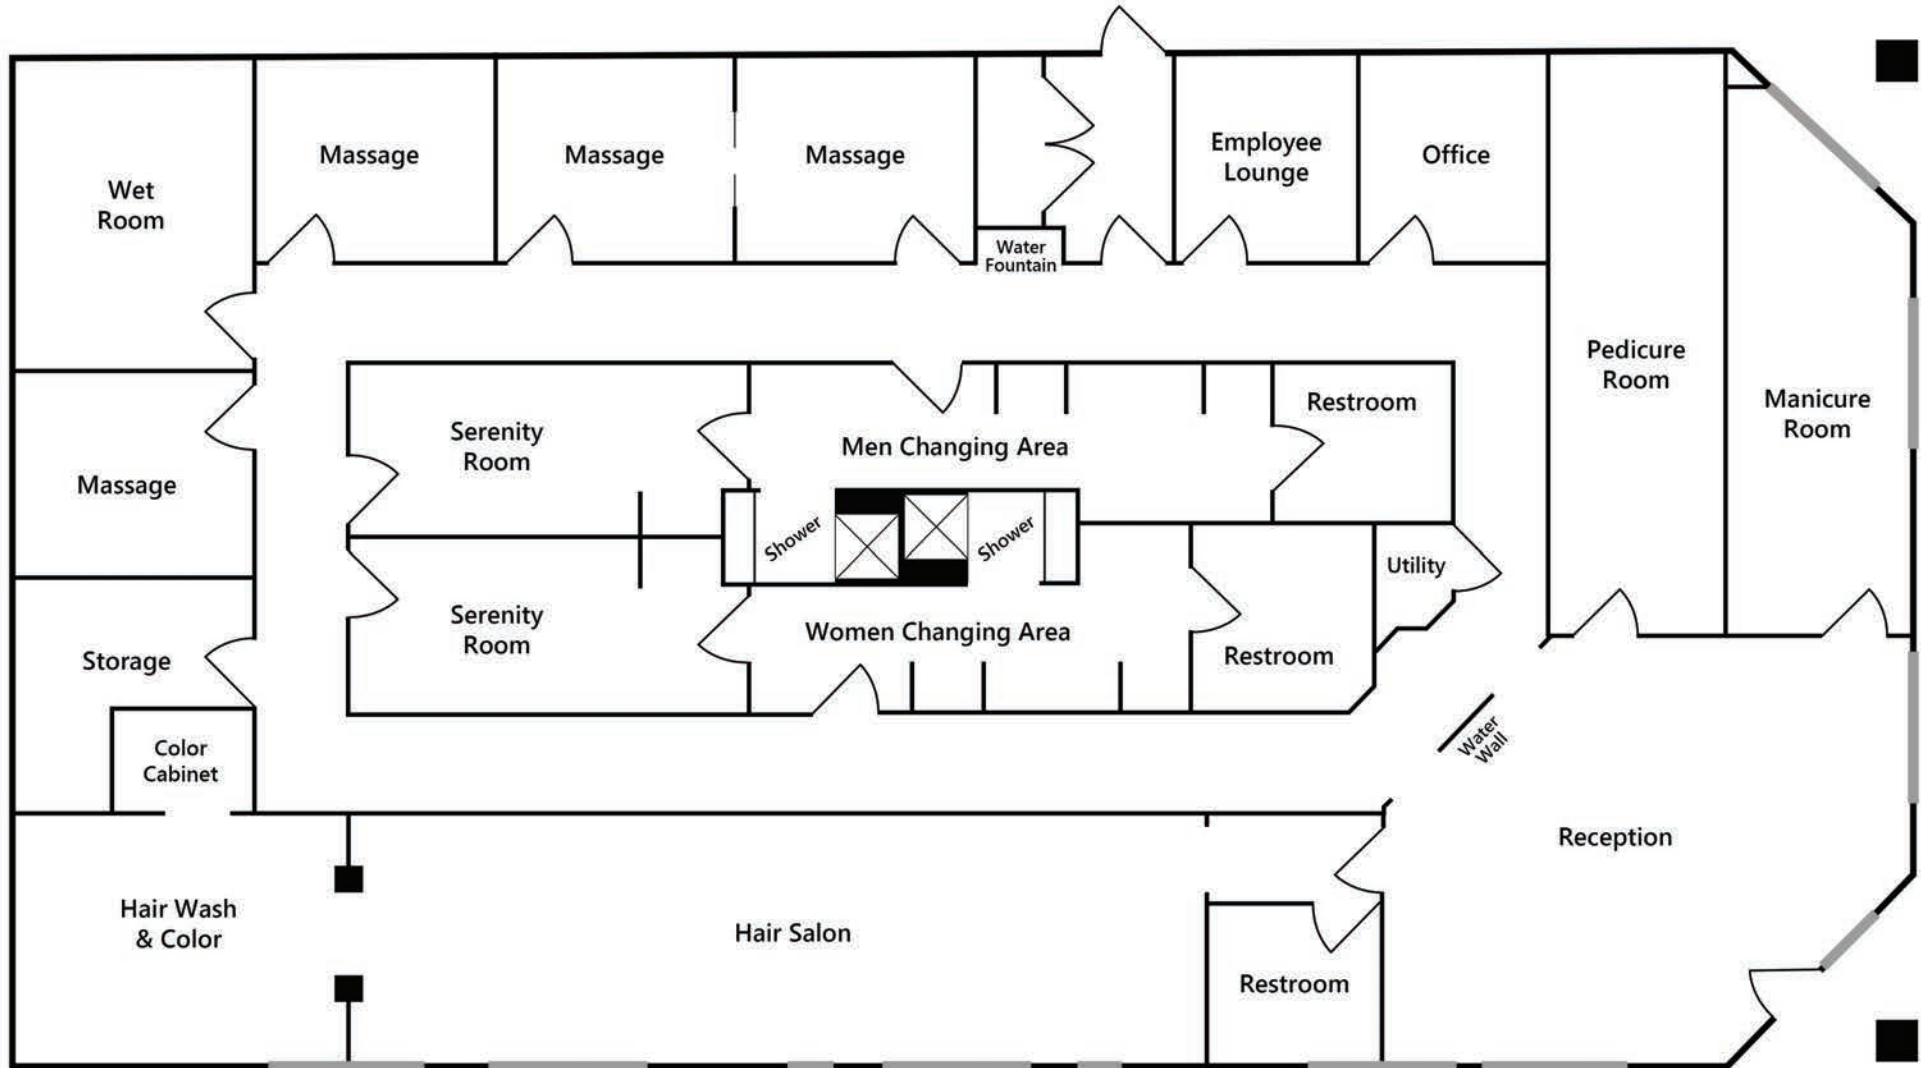 Wet
Room
Massage
Massage
Massage
Water
Fountain
Employee
Lounge
Office
Pedicure
Room
Manicure
Room
Massage
Serenity
Room
Men Changing Area
Restroom
Shower
Shower
Utility
Serenity
Room
Women Changing Area
Restroom
Storage
Color
Cabinet
Water
Wall
Reception
Hair Wash
& Color
Hair Salon
Restroom